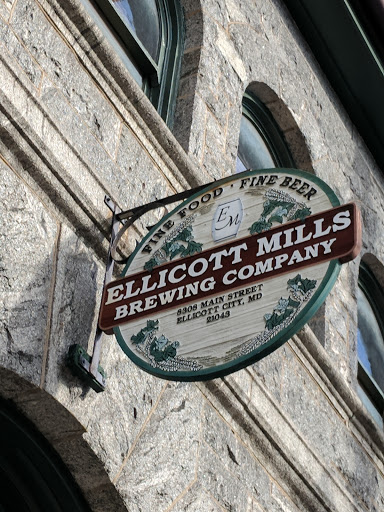 FINE FOOD · FINE BEER
EM
ELLICOTT MILLS
BREWING COMPANY
8308 MAIN STREET
ELLICOTT CITY, MD
21043